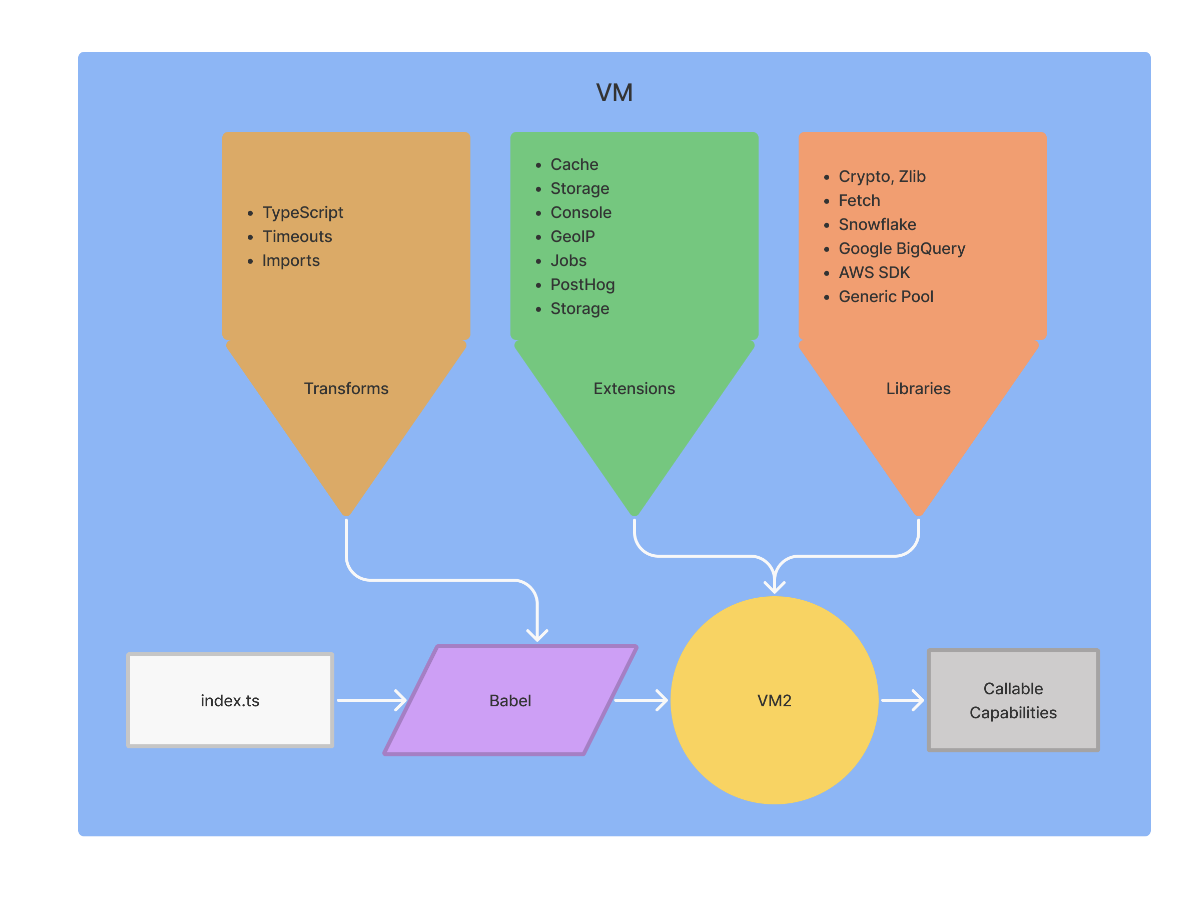 VM
• TypeScript
• Timeouts
• Imports
Transforms
• Cache
• Storage
• Console
• GeoIP
• Jobs
• PostHog
• Storage
Extensions
• Crypto, Zlib
• Fetch
• Snowflake
• Google BigQuery
• AWS SDK
• Generic Pool
Libraries
index.ts
Babel
VM2
Callable
Capabilities